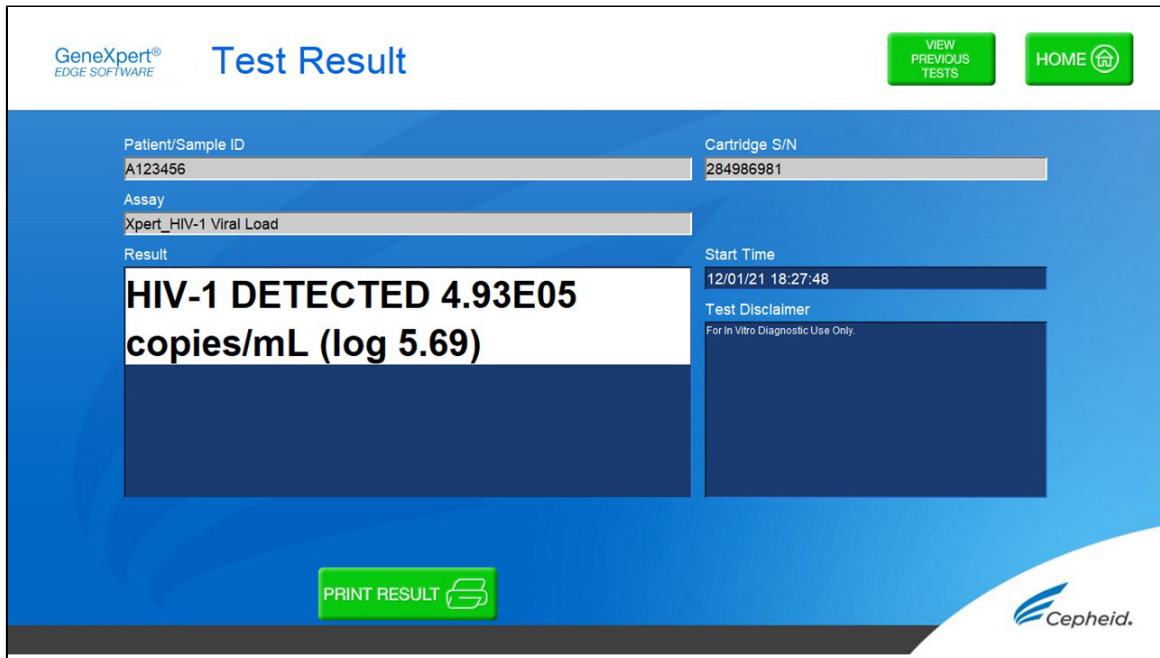 GeneXpert®
EDGE SOFTWARE
Test Result
VIEW
PREVIOUS
TESTS
HOME
Patient/Sample ID
A123456
Cartridge S/N
284986981
Assay
Xpert_HIV-1 Viral Load
Result
HIV-1 DETECTED 4.93E05
copies/mL (log 5.69)
Start Time
12/01/21 18:27:48
Test Disclaimer
For In Vitro Diagnostic Use Only.
PRINT RESULT
Cepheid.